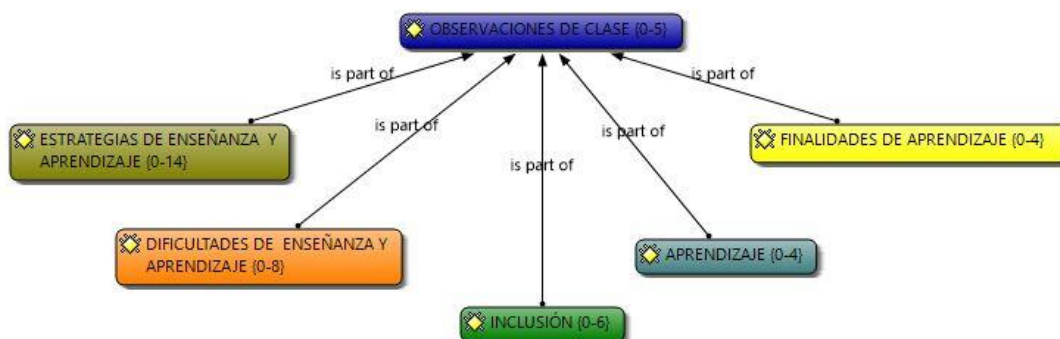 OBSERVACIONES DE CLASE {0-5}
is part of
is part of
is part of
is part of
is part of
ESTRATEGIAS DE ENSEÑANZA Y
APRENDIZAJE {0-14}
FINALIDADES DE APRENDIZAJE {0-4}
DIFICULTADES DE ENSEÑANZA Y
APRENDIZAJE {0-8}
APRENDIZAJE {0-4}
INCLUSIÓN {0-6}